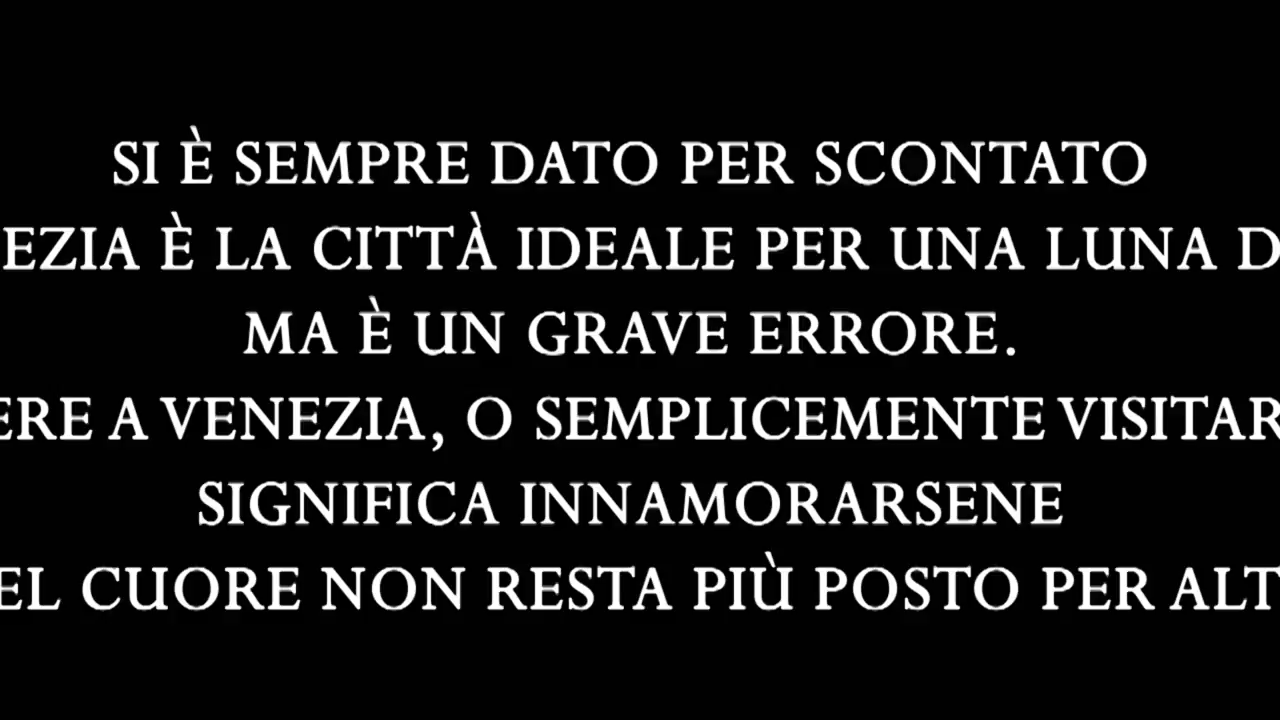 SI È SEMPRE DATO PER SCONTATO
EZIA È LA CITTÀ IDEALE PER UNA LUNA D
MA È UN GRAVE ERRORE.
ERE A VENEZIA, O SEMPLICEMENTE VISITAR
SIGNIFICA INNAMORARSENE
EL CUORE NON RESTA PIÙ POSTO PER ALT